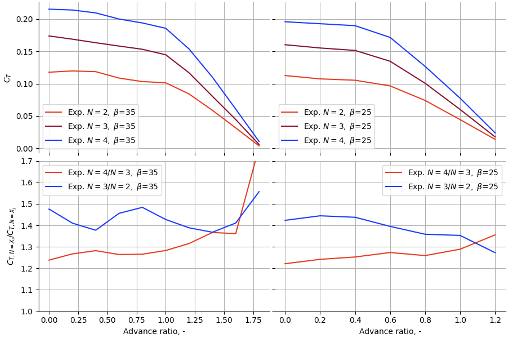 0.20
0.15
0.10
0.05
0.00
C_T
Exp. N = 2, β=35
Exp. N = 3, β=35
Exp. N = 4, β=35
Exp. N = 2, β=25
Exp. N = 3, β=25
Exp. N = 4, β=25
1.7
1.6
1.5
1.4
1.3
1.2
1.1
1.0
Exp. N = 4/N = 3, β=35
Exp. N = 3/N = 2, β=35
Exp. N = 4/N = 3, β=25
Exp. N = 3/N = 2, β=25
0.00 0.25 0.50 0.75 1.00 1.25 1.50 1.75
0.0 0.2 0.4 0.6 0.8 1.0 1.2
Advance ratio, -
Advance ratio, -